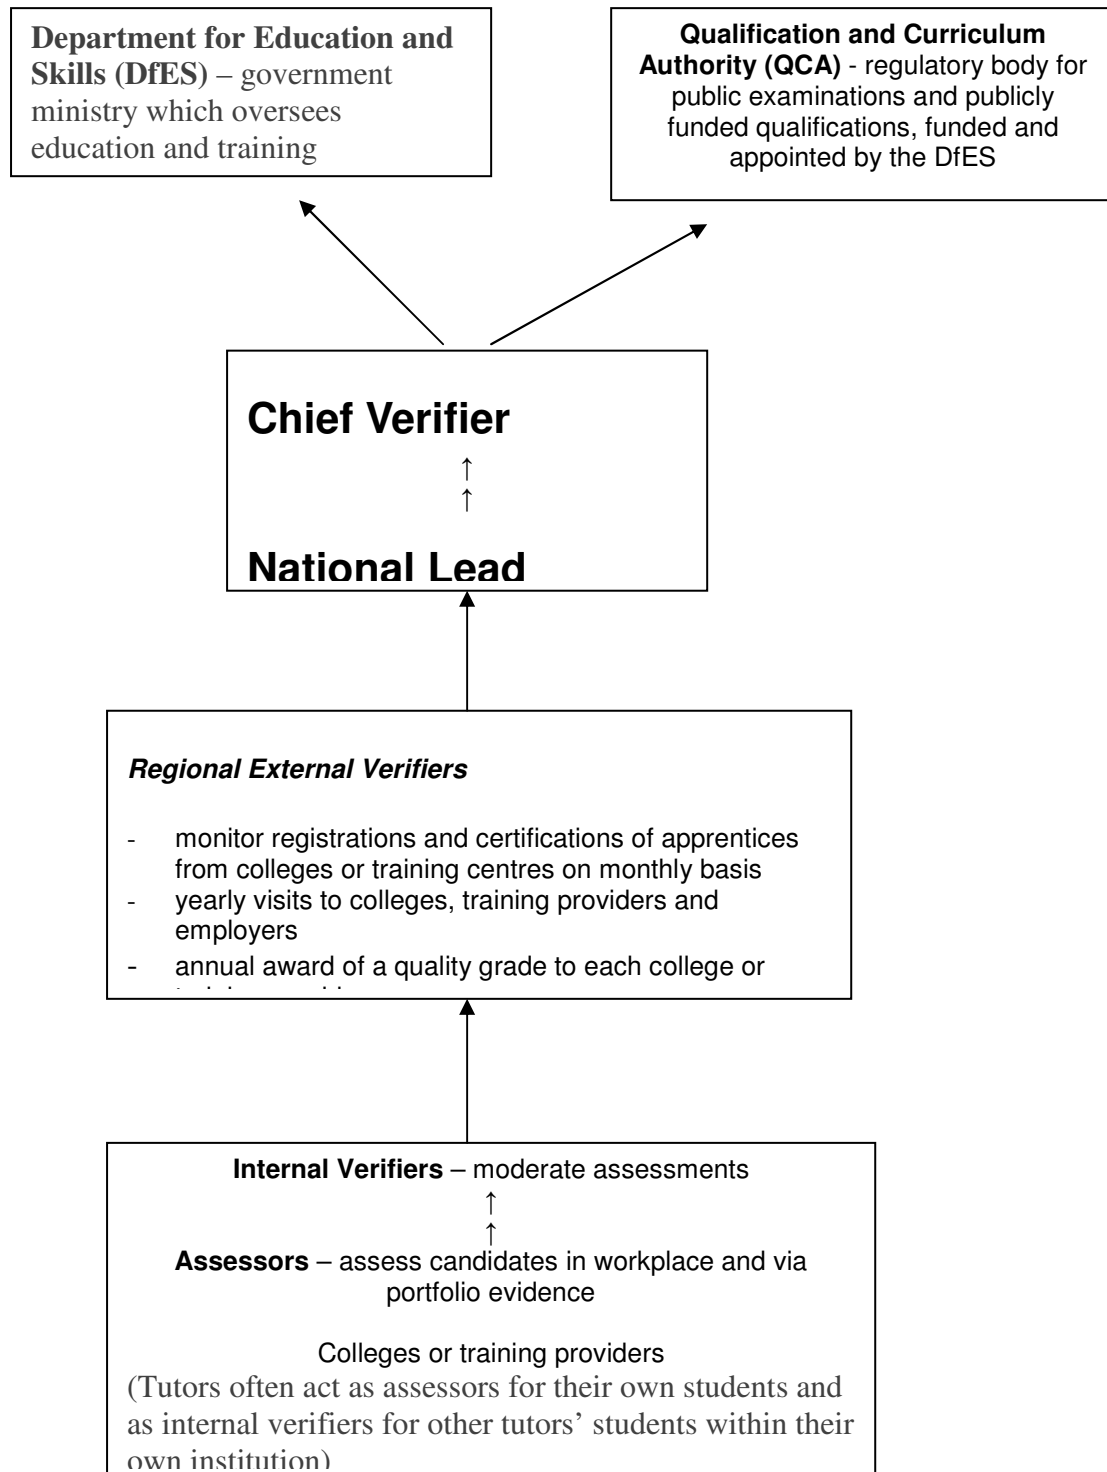 Department for Education and
Skills (DfES) – government
ministry which oversees
education and training
Qualification and Curriculum
Authority (QCA) - regulatory body for
public examinations and publicly
funded qualifications, funded and
appointed by the DfES
Chief Verifier
↑
↑
National Lead
Regional External Verifiers
- monitor registrations and certifications of apprentices
from colleges or training centres on monthly basis
- yearly visits to colleges, training providers and
employers
- annual award of a quality grade to each college or
Internal Verifiers – moderate assessments
↑
↑
Assessors – assess candidates in workplace and via
portfolio evidence
Colleges or training providers
(Tutors often act as assessors for their own students and
as internal verifiers for other tutors’ students within their
own institution)